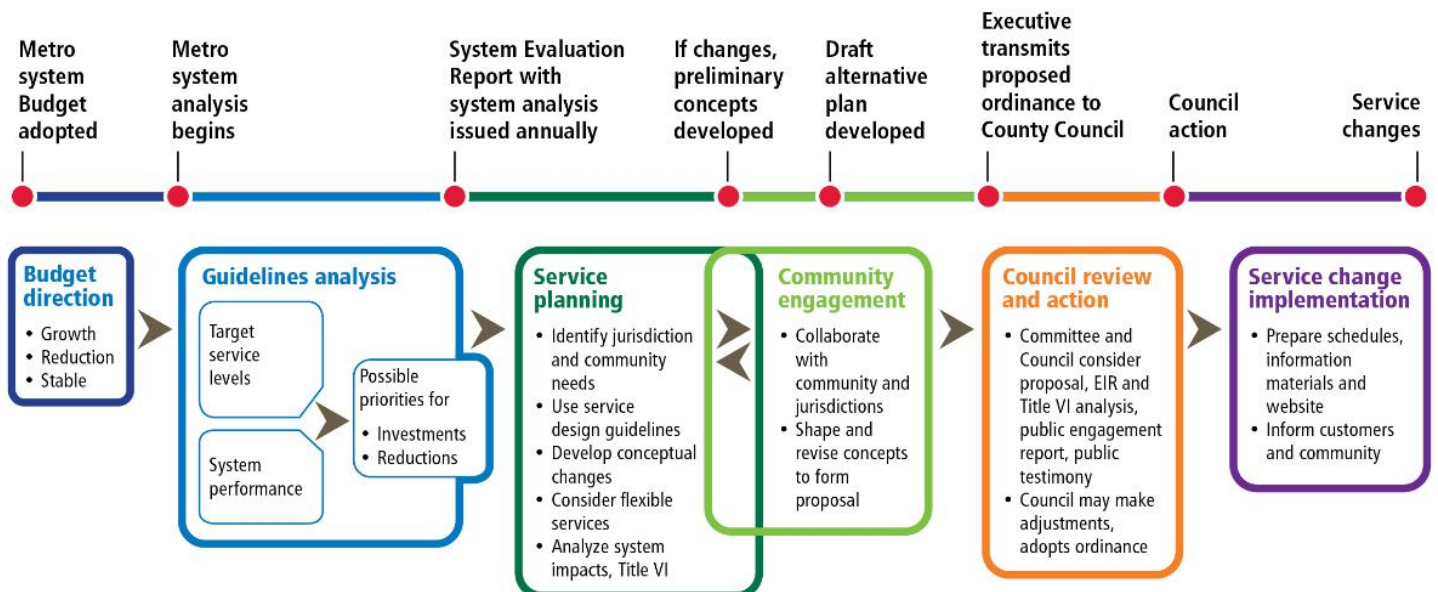 Metro
system
Budget
adopted
Metro
system
analysis
begins
System Evaluation
Report with
system analysis
issued annually
If changes,
preliminary
concepts
developed
Draft
alternative
plan
developed
Executive
transmits
proposed
ordinance to
County Council
Council
action
Service
changes
Budget
direction
• Growth
• Reduction
• Stable
Guidelines analysis
Target
service
levels
System
performance
Possible
priorities for
• Investments
• Reductions
Service
planning
• Identify jurisdiction
and community
needs
• Use service
design guidelines
• Develop conceptual
changes
• Consider flexible
services
• Analyze system
impacts, Title VI
Community
engagement
• Collaborate
with
community and
jurisdictions
• Shape and
revise concepts
to form
proposal
Council review
and action
• Committee and
Council consider
proposal, EIR and
Title VI analysis,
public engagement
report, public
testimony
• Council may make
adjustments,
adopts ordinance
Service change
implementation
• Prepare schedules,
information
materials and
website
• Inform customers
and community